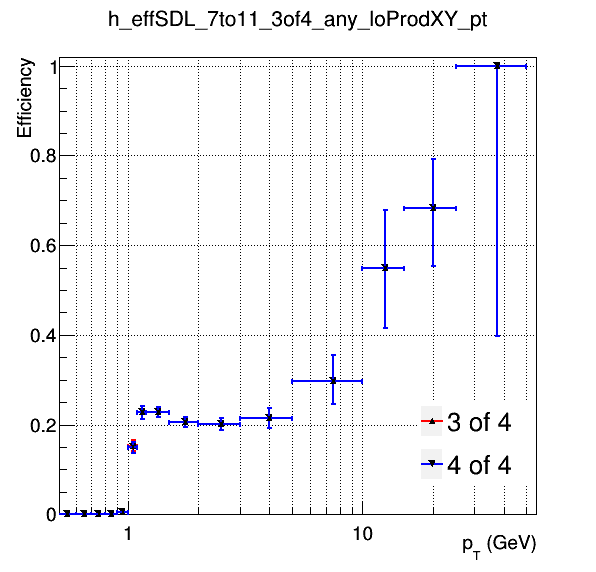 h_effSDL_7to11_3of4_any_loProdXY_pt
Efficiency
1
0.8
0.6
0.4
0.2
0
3 of 4
4 of 4
1
10
p_T (GeV)